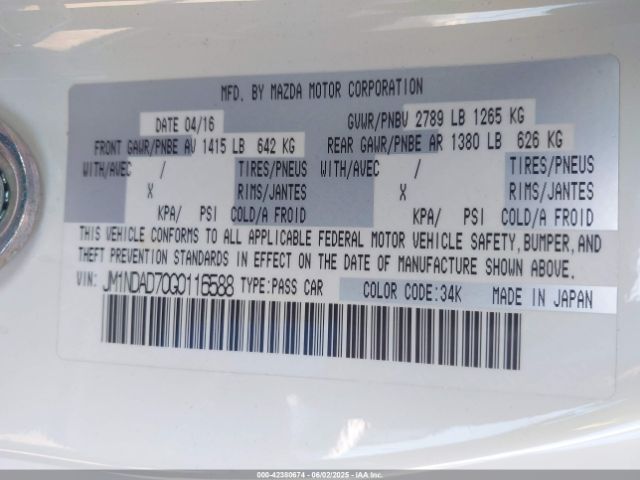 MFD. BY MAZDA MOTOR CORPORATION
DATE 04/16 GVWR/PNBV 2789 LB 1265 KG
FRONT GAWR/PNBE AV 1415 LB 642 KG REAR GAWR/PNBE AR 1380 LB 626 KG
WITH/AVEC / TIRES/PNEUS WITH/AVEC / TIRES/PNEUS
X RIMS/JANTES X RIMS/JANTES
KPA/ PSI COLD/A FROID KPA/ PSI COLD/A FROID
THIS VEHICLE CONFORMS TO ALL APPLICABLE FEDERAL MOTOR VEHICLE SAFETY, BUMPER, AND
THEFT PREVENTION STANDARDS IN EFFECT ON THE DATE OF MANUFACTURE SHOWN ABOVE.
VIN: JM1NDAD70G0116588 TYPE:PASS CAR COLOR CODE:34K MADE IN JAPAN
000-42380674 - 06/02/2025 - IAAI.COM